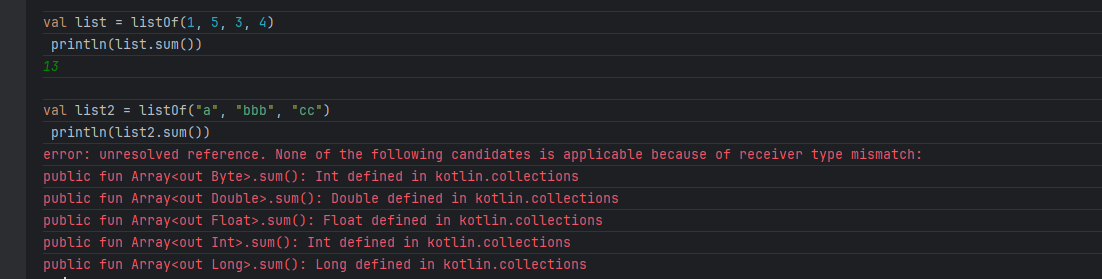 val list = listOf(1, 5, 3, 4)
println(list.sum())
13
val list2 = listOf("a", "bbb", "cc")
println(list2.sum())
error: unresolved reference. None of the following candidates is applicable because of receiver type mismatch:
public fun Array<out Byte>.sum(): Int defined in kotlin.collections
public fun Array<out Double>.sum(): Double defined in kotlin.collections
public fun Array<out Float>.sum(): Float defined in kotlin.collections
public fun Array<out Int>.sum(): Int defined in kotlin.collections
public fun Array<out Long>.sum(): Long defined in kotlin.collections